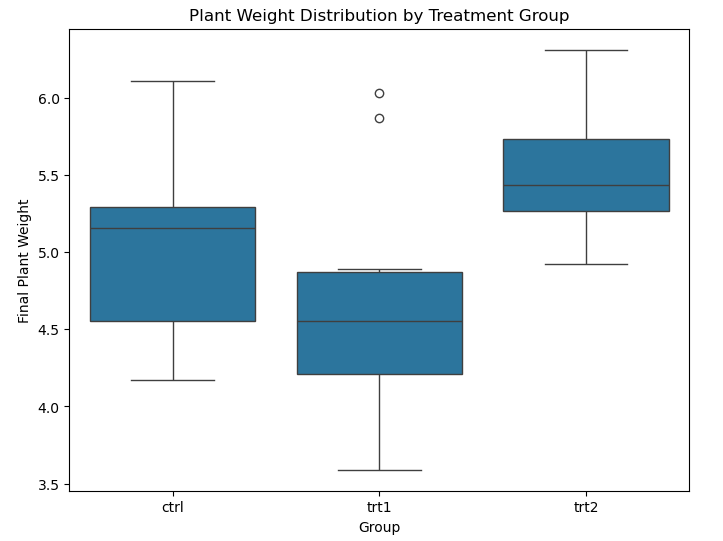 Plant Weight Distribution by Treatment Group
Final Plant Weight
6.0
5.5
5.0
4.5
4.0
3.5
ctrl
trt1
trt2
Group